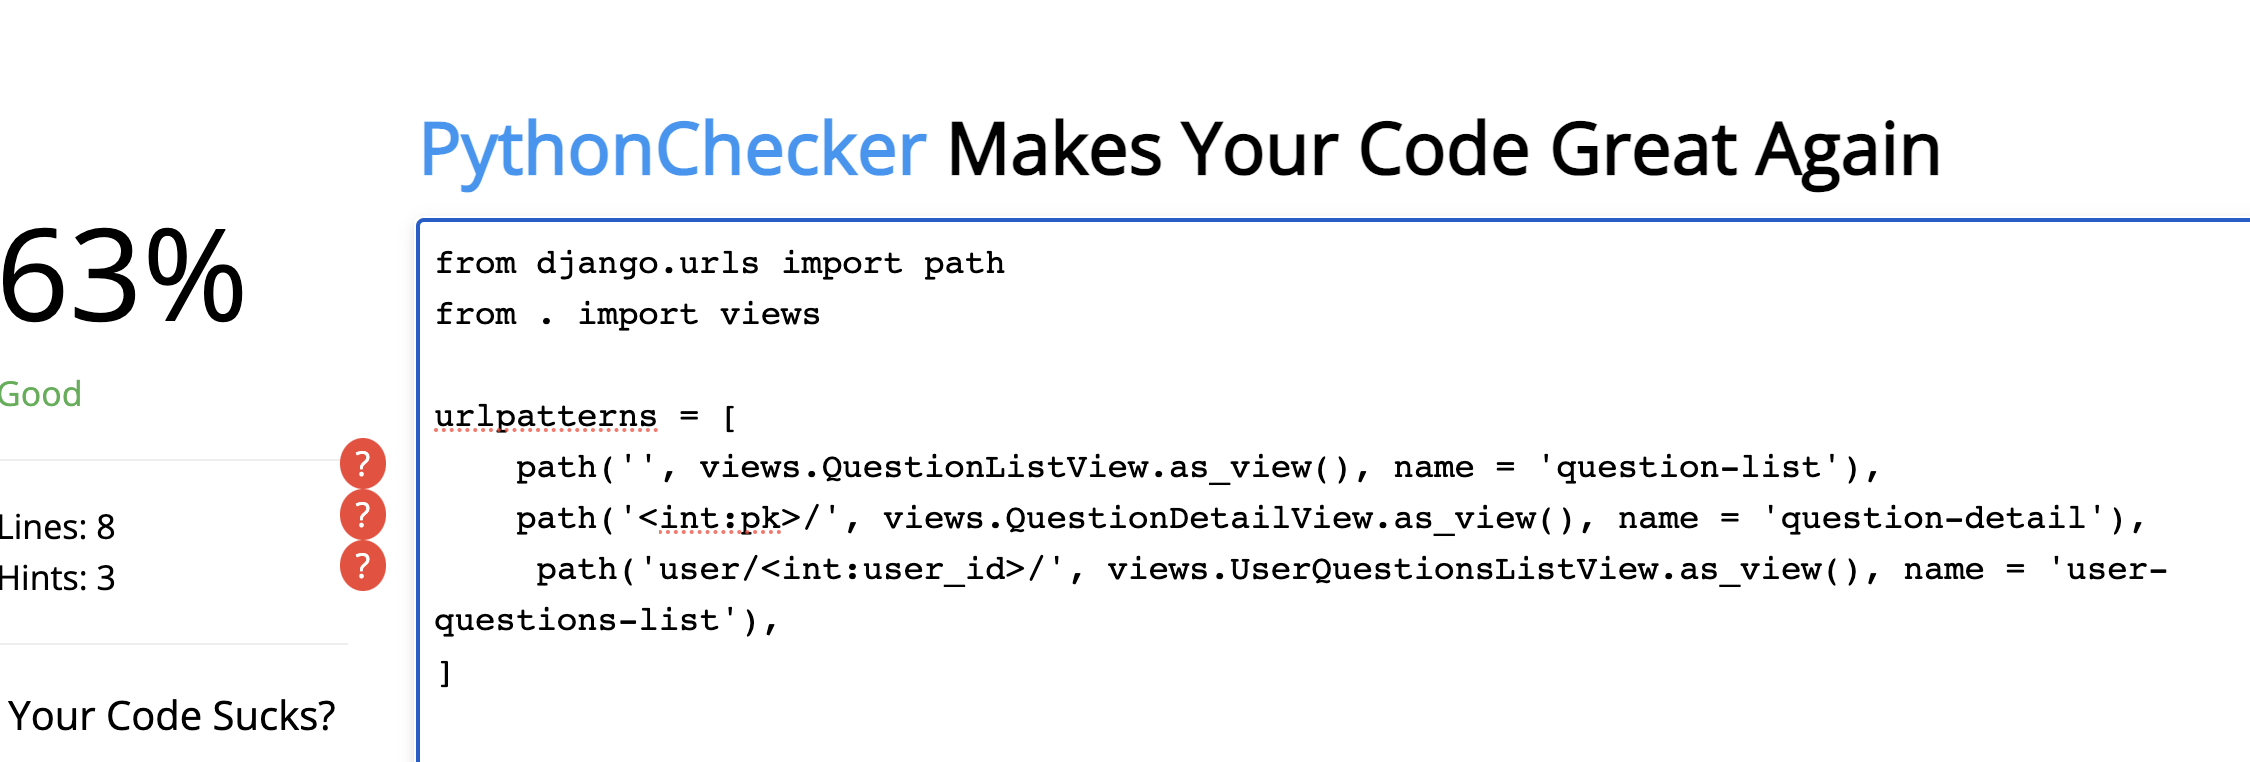 PythonChecker Makes Your Code Great Again
63%
Good
Lines: 8
Hints: 3
Your Code Sucks?
?
?
?
from django.urls import path
from . import views
urlpatterns = [
    path('', views.QuestionListView.as_view(), name = 'question-list'),
    path('<int:pk>/', views.QuestionDetailView.as_view(), name = 'question-detail'),
     path('user/<int:user_id>/', views.UserQuestionsListView.as_view(), name = 'user-
questions-list'),
]